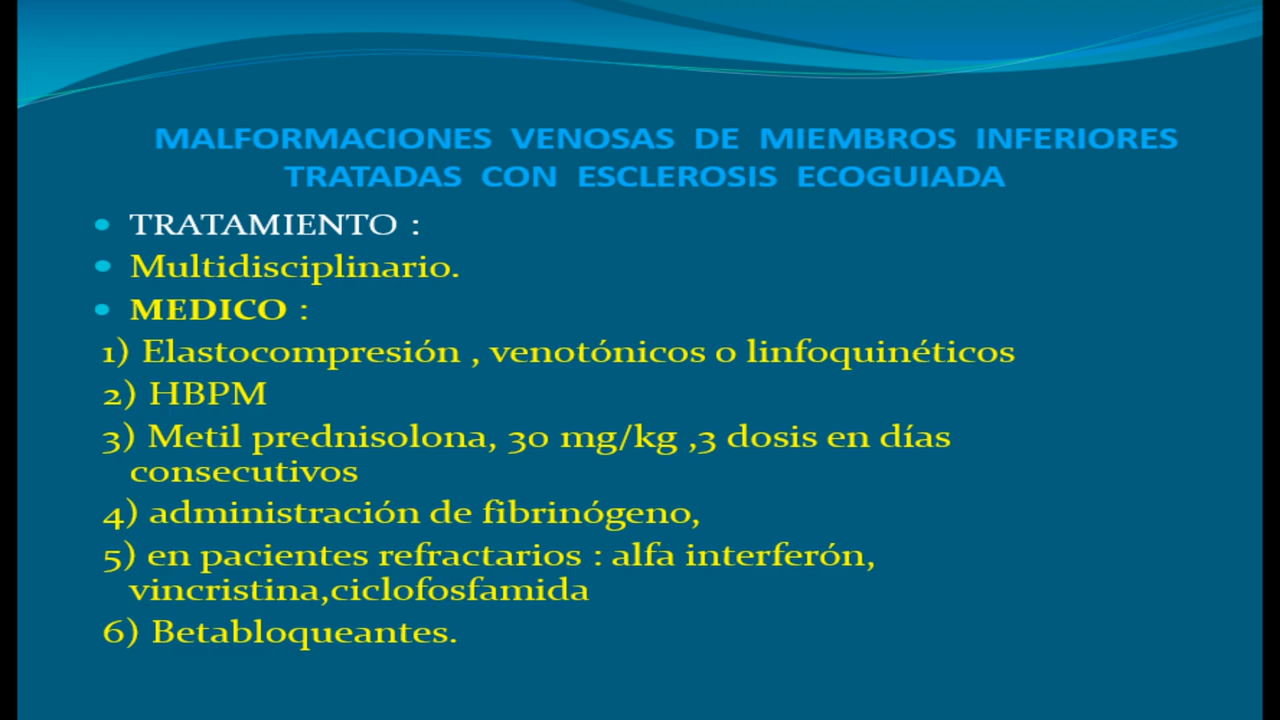 MALFORMACIONES VENOSAS DE MIEMBROS INFERIORES
TRATADAS CON ESCLEROSIS ECOGUIADA
• TRATAMIENTO :
• Multidisciplinario.
• MEDICO :
1) Elastocompresión , venotónicos o linfoquinéticos
2) HBPM
3) Metil prednisolona, 30 mg/kg ,3 dosis en días
consecutivos
4) administración de fibrinógeno,
5) en pacientes refractarios : alfa interferón,
vincristina,ciclofosfamida
6) Betabloqueantes.